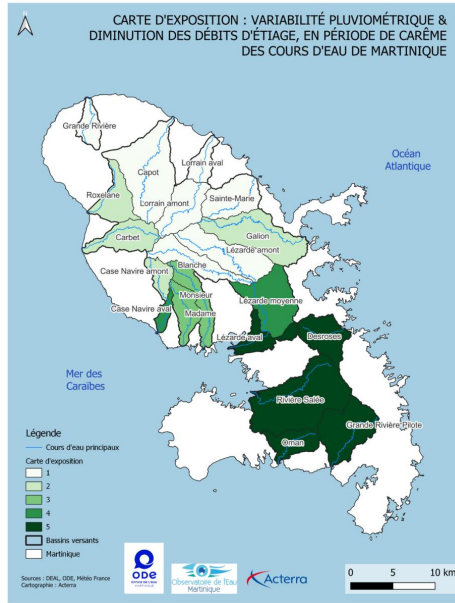 CARTE D'EXPOSITION : VARIABILITÉ PLUVIOMÉTRIQUE &
DIMINUTION DES DÉBITS D'ÉTIAGE, EN PÉRIODE DE CARÊME
DES COURS D'EAU DE MARTINIQUE
N
Grande Rivière
Océan
Atlantique
Lorrain aval
Capot
Roxelane
Lorrain amont
Sainte-Marie
Carbet
Galion
Lézarde amont
Blanche
Case Navire amont
Monsieur
Lézarde moyenne
Case Navire aval
Madame
Lézarde aval
Desroses
Mer des
Caraïbes
Rivière Salée
Grande Rivière Pilote
Oman
Légende
Cours d'eau principaux
Carte d'exposition
1
2
3
4
5
Bassins versants
Martinique
Sources : DEAL, ODE, Météo France
Cartographie : Acterra
ODE
OFFICE DE L'EAU
MARTINIQUE
Observatoire de l'Eau
Martinique
Acterra
0 5 10 km